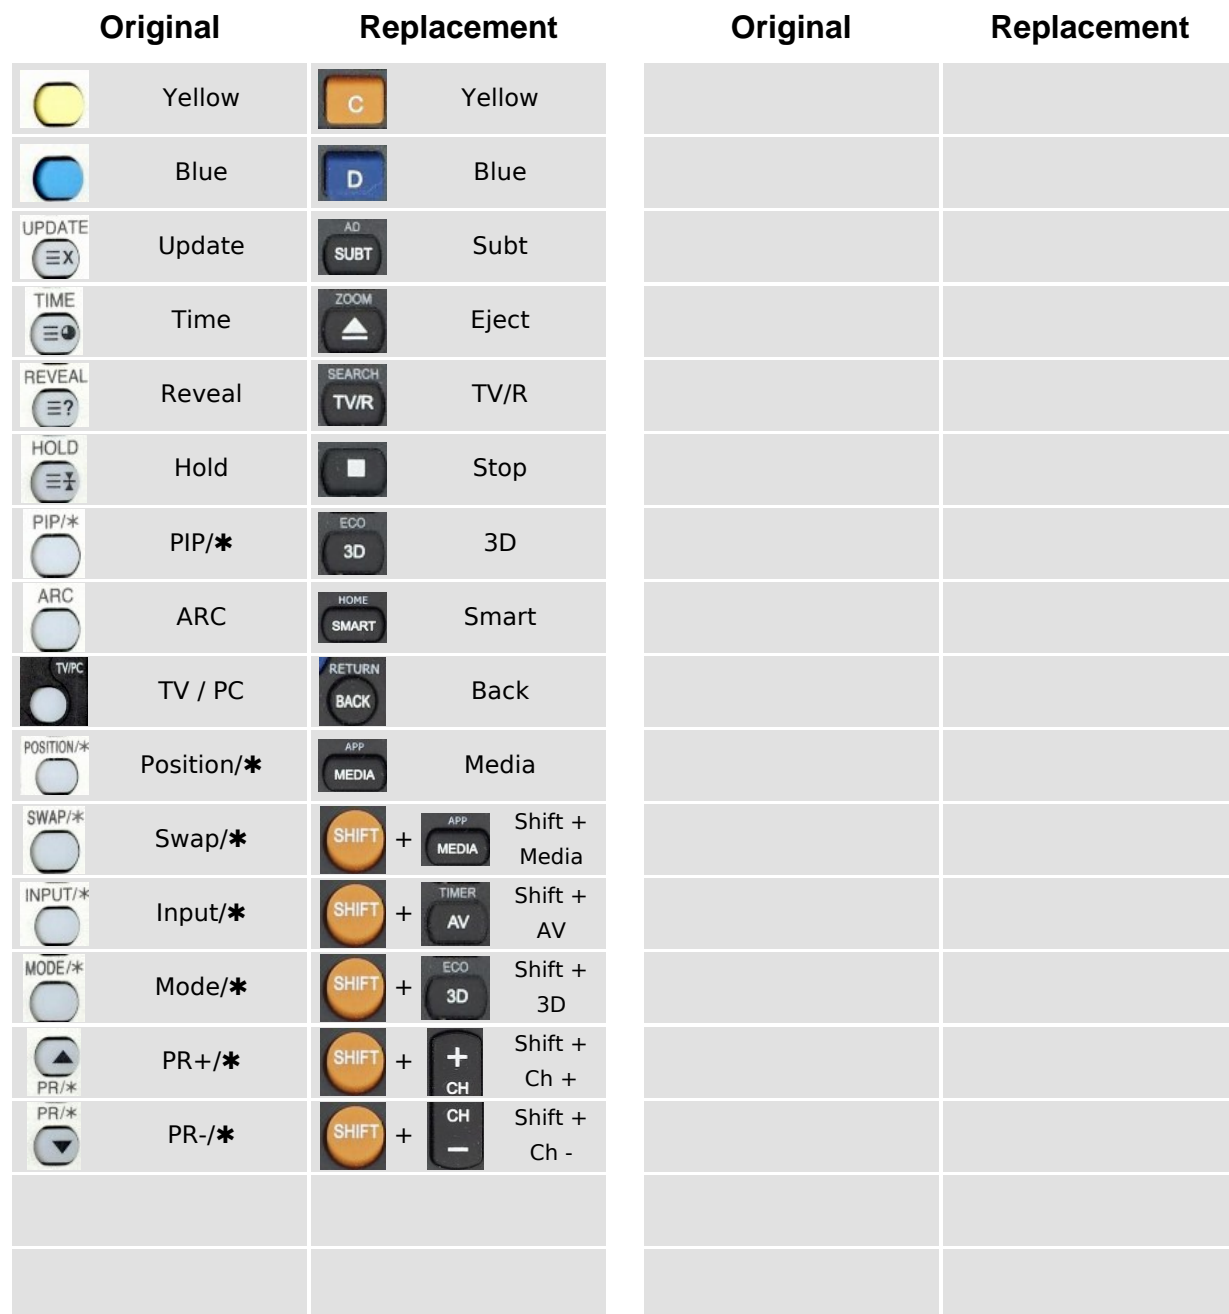 Original Replacement Original Replacement
Yellow C Yellow
Blue D Blue
UPDATE
≡X Update AD SUBT Subt
TIME
≡ Time ZOOM Eject
REVEAL
≡? Reveal SEARCH TV/R TV/R
HOLD
≡ Hold Stop
PIP/* PIP/✱ ECO 3D 3D
ARC ARC HOME SMART Smart
TV/PC TV / PC RETURN BACK Back
POSITION/* Position/✱ APP MEDIA Media
SWAP/* Swap/✱ SHIFT + APP MEDIA Shift +
Media
INPUT/* Input/✱ SHIFT + TIMER AV Shift +
AV
MODE/* Mode/✱ SHIFT + ECO 3D Shift +
3D
PR/* PR+/✱ SHIFT + + CH Shift +
Ch +
PR/* PR-/✱ SHIFT + CH − Shift +
Ch -